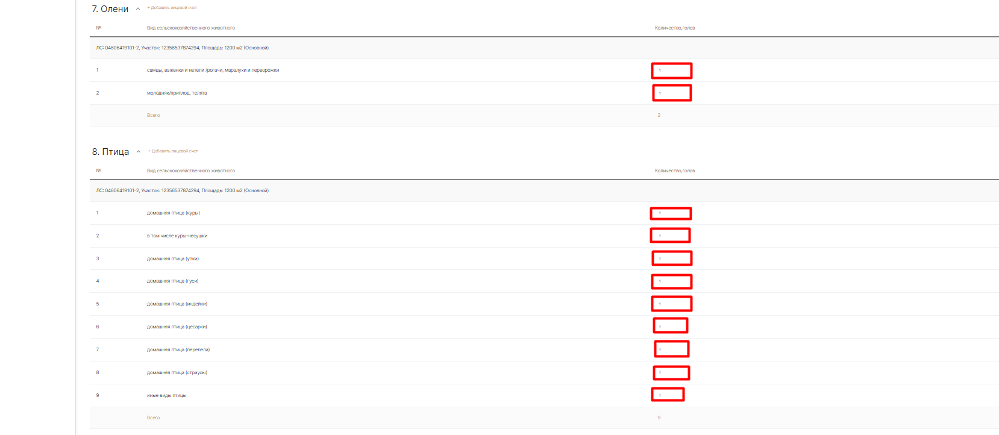 7. Олени + Добавить лицевой счет
№ Вид сельскохозяйственного животного Количество,голов
ЛС: 04606419101-2, Участок: 12356537874294, Площадь: 1200 м2 (Основной)
1 самцы, важенки и нетели /рогачи, маралухи и перворожки 1
2 молодняк/приплод, телята 1
Всего 2
8. Птица + Добавить лицевой счет
№ Вид сельскохозяйственного животного Количество,голов
ЛС: 04606419101-2, Участок: 12356537874294, Площадь: 1200 м2 (Основной)
1 домашняя птица (куры) 1
2 в том числе куры-несушки 1
3 домашняя птица (утки) 1
4 домашняя птица (гуси) 1
5 домашняя птица (индейки) 1
6 домашняя птица (цесарки) 1
7 домашняя птица (перепела) 1
8 домашняя птица (страусы) 1
9 иные виды птицы 1
Всего 9